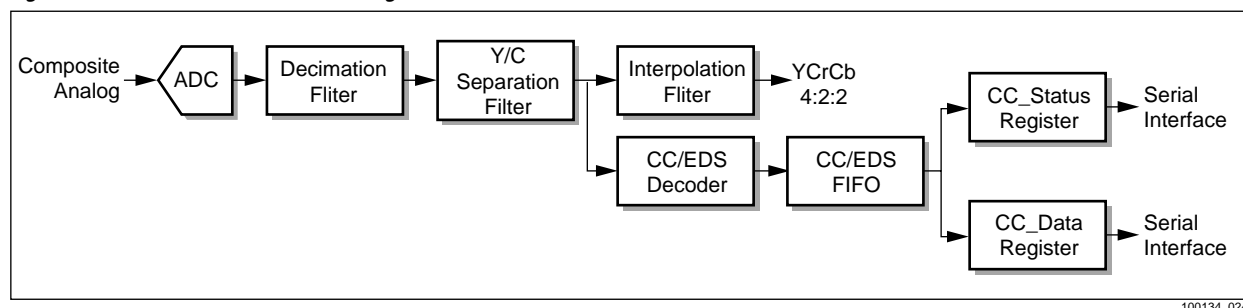 Composite
Analog
ADC
Decimation
Fliter
Y/C
Separation
Filter
Interpolation
Fliter
YCrCb
4:2:2
CC/EDS
Decoder
CC/EDS
FIFO
CC_Status
Register
Serial
Interface
CC_Data
Register
Serial
Interface